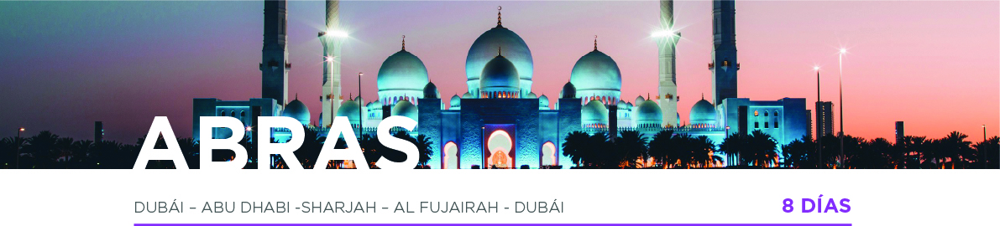 ABRAS
DUBÁI – ABU DHABI -SHARJAH – AL FUJAIRAH - DUBÁI
8 DÍAS